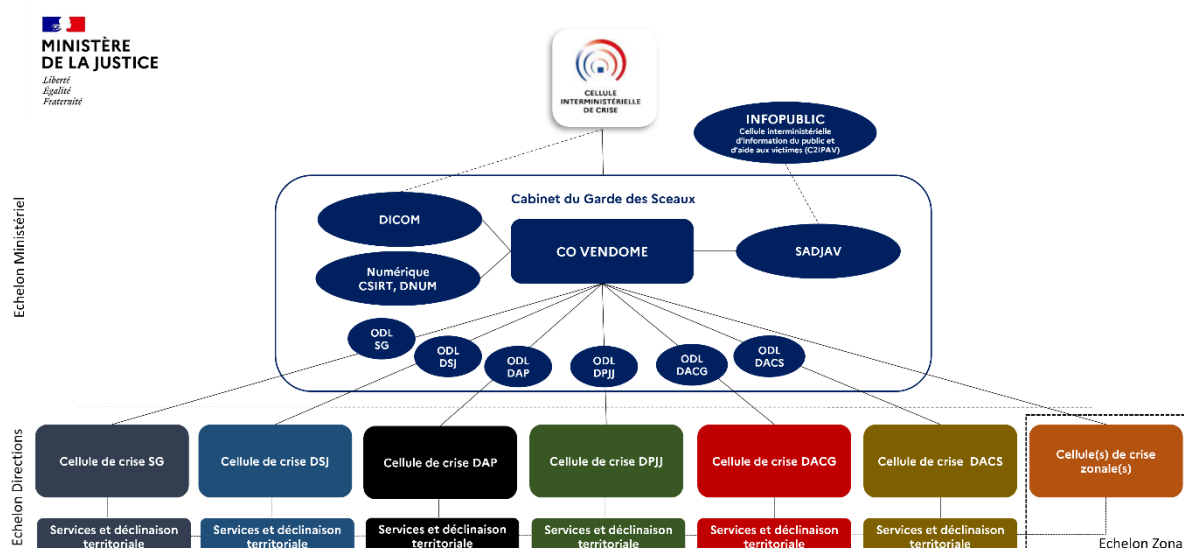 MINISTÈRE
DE LA JUSTICE
Liberté
Égalité
Fraternité
CELLULE
INTERMINISTÉRIELLE
DE CRISE
INFOPUBLIC
Cellule interministérielle
d'information du public et
d'aide aux victimes (C2IPAV)
Echelon Ministériel
Cabinet du Garde des Sceaux
DICOM
CO VENDOME
SADJAV
Numérique
CSIRT, DNUM
ODL
SG
ODL
DSJ
ODL
DAP
ODL
DPJJ
ODL
DACG
ODL
DACS
Echelon Directions
Cellule de crise SG
Cellule de crise DSJ
Cellule de crise DAP
Cellule de crise DPJJ
Cellule de crise DACG
Cellule de crise DACS
Cellule(s) de crise
zonale(s)
Services et déclinaison
territoriale
Services et déclinaison
territoriale
Services et déclinaison
territoriale
Services et déclinaison
territoriale
Services et déclinaison
territoriale
Services et déclinaison
territoriale
Echelon Zona